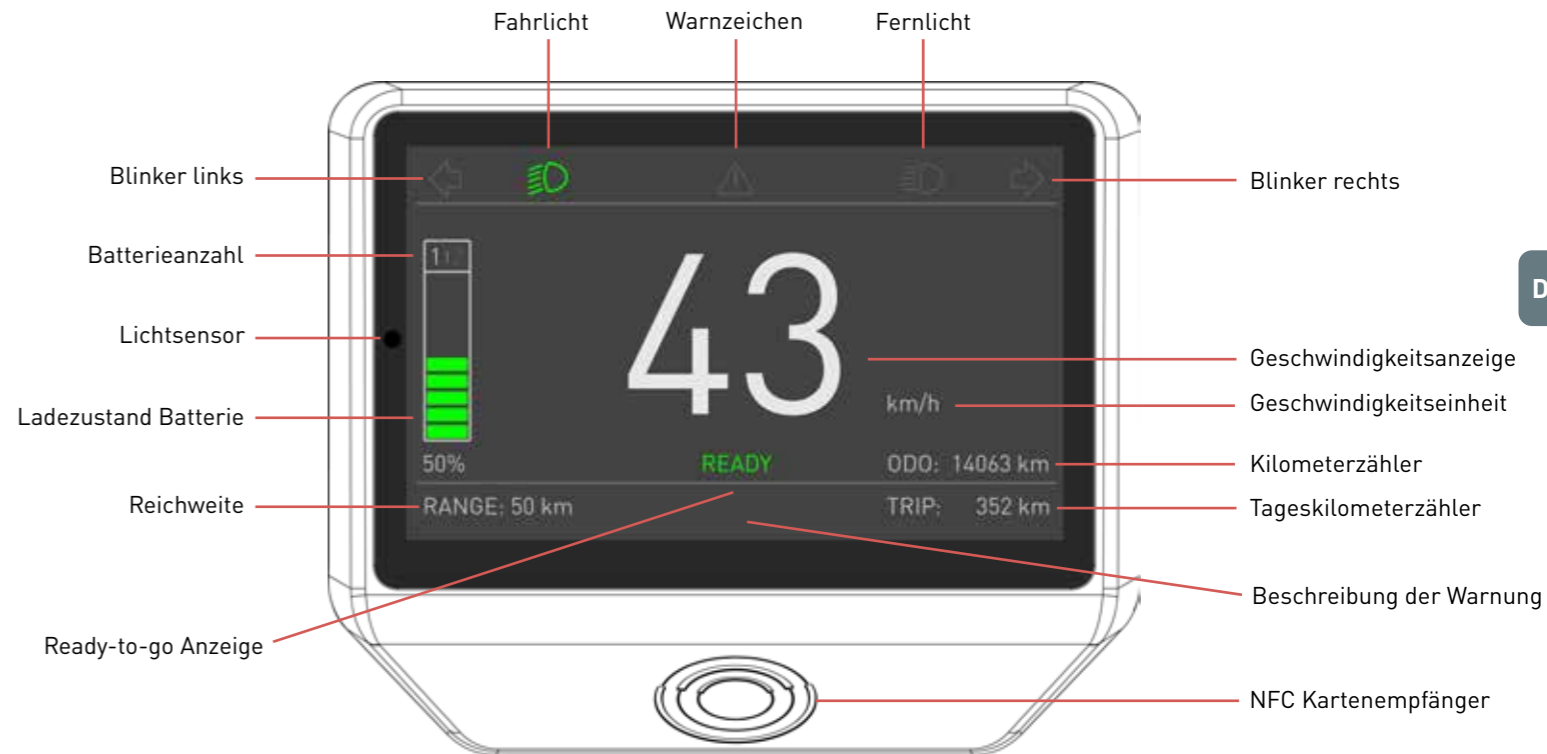 Fahrlicht
Warnzeichen
Fernlicht
Blinker links
Blinker rechts
Batterieanzahl
1
D
Lichtsensor
43
Geschwindigkeitsanzeige
km/h
Geschwindigkeitseinheit
Ladezustand Batterie
50%
READY
ODO: 14063 km
Kilometerzähler
Reichweite
RANGE: 50 km
TRIP: 352 km
Tageskilometerzähler
Beschreibung der Warnung
Ready-to-go Anzeige
NFC Kartenempfänger